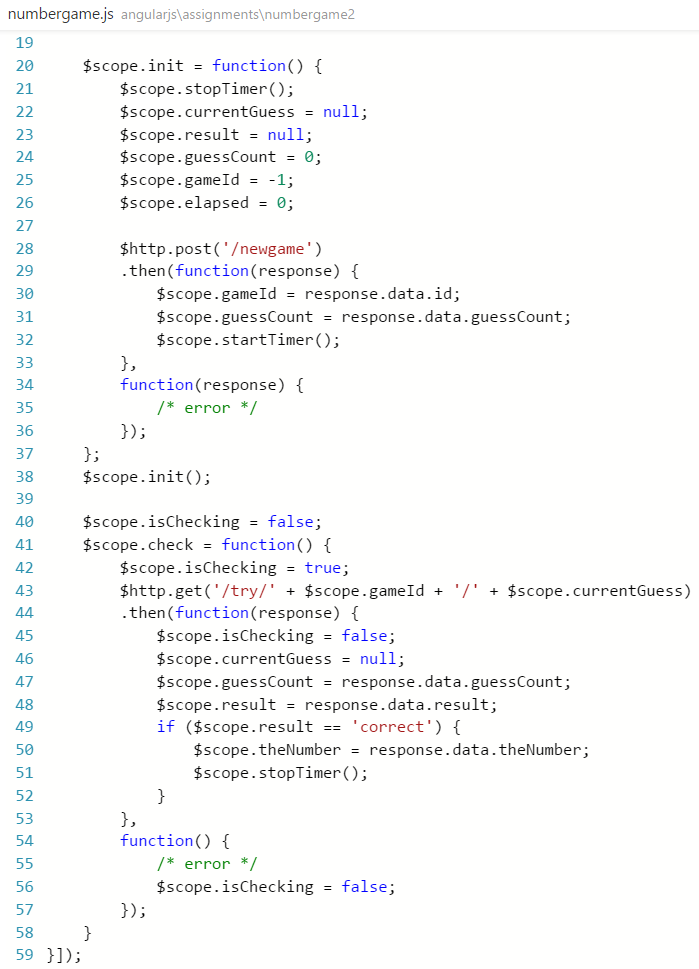 numbergame.js angularjs\assignments\numbergame2
19
20     $scope.init = function() {
21         $scope.stopTimer();
22         $scope.currentGuess = null;
23         $scope.result = null;
24         $scope.guessCount = 0;
25         $scope.gameId = -1;
26         $scope.elapsed = 0;
27
28         $http.post('/newgame')
29         .then(function(response) {
30             $scope.gameId = response.data.id;
31             $scope.guessCount = response.data.guessCount;
32             $scope.startTimer();
33         },
34         function(response) {
35             /* error */
36         });
37     };
38     $scope.init();
39
40     $scope.isChecking = false;
41     $scope.check = function() {
42         $scope.isChecking = true;
43         $http.get('/try/' + $scope.gameId + '/' + $scope.currentGuess)
44         .then(function(response) {
45             $scope.isChecking = false;
46             $scope.currentGuess = null;
47             $scope.guessCount = response.data.guessCount;
48             $scope.result = response.data.result;
49             if ($scope.result == 'correct') {
50                 $scope.theNumber = response.data.theNumber;
51                 $scope.stopTimer();
52             }
53         },
54         function() {
55             /* error */
56             $scope.isChecking = false;
57         });
58     }
59 }]);